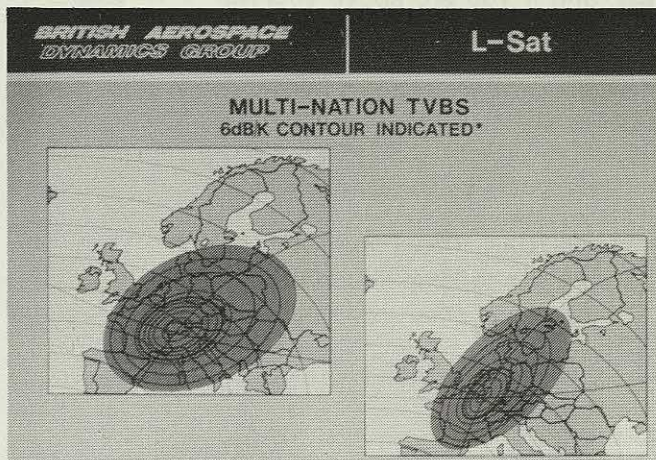 BRITISH AEROSPACE
DYNAMICS GROUP
L-Sat
MULTI-NATION TVBS
6dBK CONTOUR INDICATED*